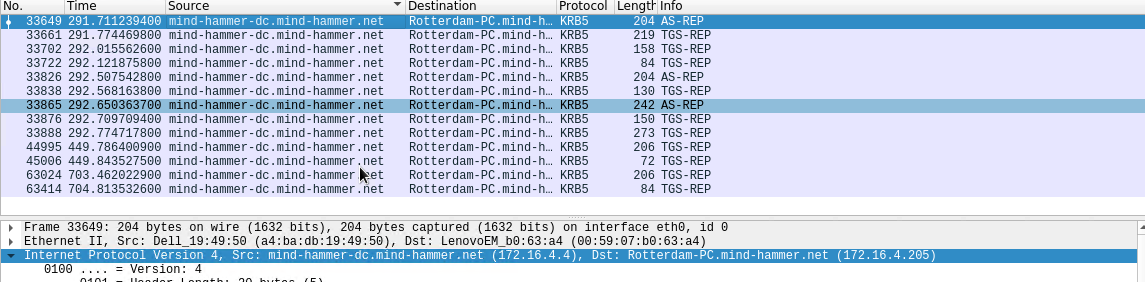 No. Time Source Destination Protocol Length Info
33649 291.711239400 mind-hammer-dc.mind-hammer.net Rotterdam-PC.mind-h… KRB5 204 AS-REP
33661 291.774469800 mind-hammer-dc.mind-hammer.net Rotterdam-PC.mind-h… KRB5 219 TGS-REP
33702 292.015562600 mind-hammer-dc.mind-hammer.net Rotterdam-PC.mind-h… KRB5 158 TGS-REP
33722 292.121875800 mind-hammer-dc.mind-hammer.net Rotterdam-PC.mind-h… KRB5 84 TGS-REP
33826 292.507542800 mind-hammer-dc.mind-hammer.net Rotterdam-PC.mind-h… KRB5 204 AS-REP
33838 292.568163800 mind-hammer-dc.mind-hammer.net Rotterdam-PC.mind-h… KRB5 130 TGS-REP
33865 292.650363700 mind-hammer-dc.mind-hammer.net Rotterdam-PC.mind-h… KRB5 242 AS-REP
33876 292.709709400 mind-hammer-dc.mind-hammer.net Rotterdam-PC.mind-h… KRB5 150 TGS-REP
33888 292.774717800 mind-hammer-dc.mind-hammer.net Rotterdam-PC.mind-h… KRB5 273 TGS-REP
44995 449.786400900 mind-hammer-dc.mind-hammer.net Rotterdam-PC.mind-h… KRB5 206 TGS-REP
45006 449.843527500 mind-hammer-dc.mind-hammer.net Rotterdam-PC.mind-h… KRB5 72 TGS-REP
63024 703.462022900 mind-hammer-dc.mind-hammer.net Rotterdam-PC.mind-h… KRB5 206 TGS-REP
63414 704.813532600 mind-hammer-dc.mind-hammer.net Rotterdam-PC.mind-h… KRB5 84 TGS-REP
Frame 33649: 204 bytes on wire (1632 bits), 204 bytes captured (1632 bits) on interface eth0, id 0
Ethernet II, Src: Dell_19:49:50 (a4:ba:db:19:49:50), Dst: LenovoEM_b0:63:a4 (00:59:07:b0:63:a4)
Internet Protocol Version 4, Src: mind-hammer-dc.mind-hammer.net (172.16.4.4), Dst: Rotterdam-PC.mind-hammer.net (172.16.4.205)
0100 .... = Version: 4
.... 0101 = Header Length: 20 bytes (5)